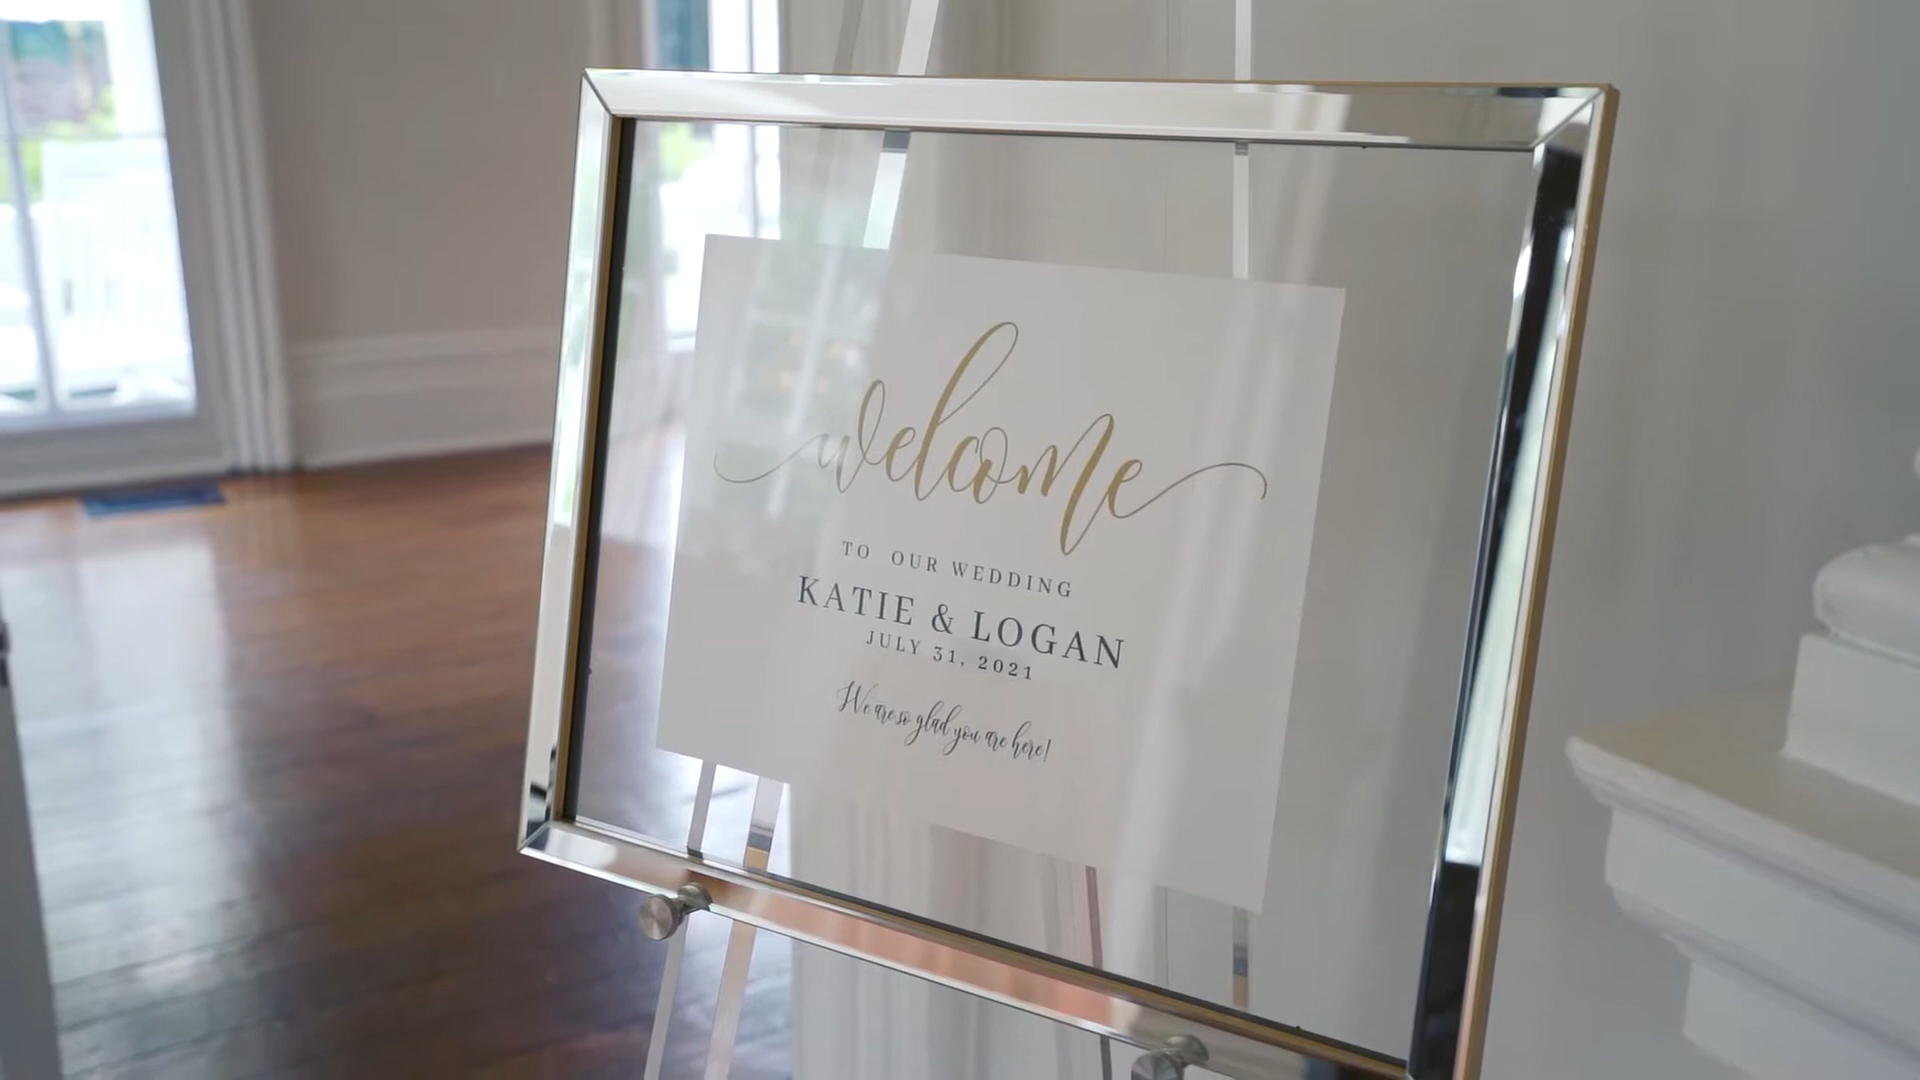 welcome
TO OUR WEDDING
KATIE & LOGAN
JULY 31, 2021
We are so glad you are here!